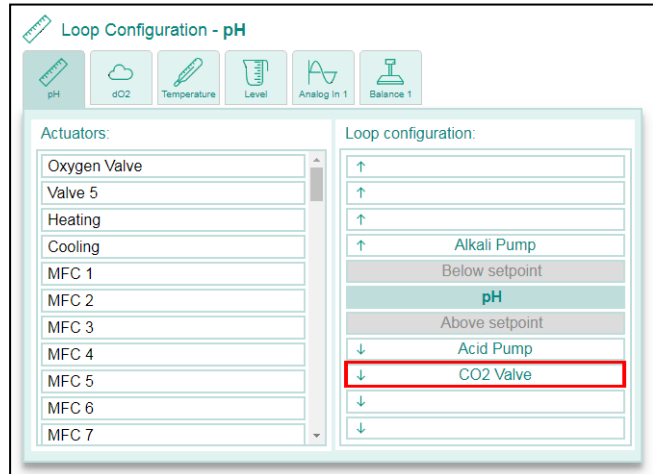 Loop Configuration - pH
pH
dO2
Temperature
Level
Analog In 1
Balance 1
Actuators:
Oxygen Valve
Valve 5
Heating
Cooling
MFC 1
MFC 2
MFC 3
MFC 4
MFC 5
MFC 6
MFC 7
Loop configuration:
↑
↑
↑
↑ Alkali Pump
Below setpoint
pH
Above setpoint
↓ Acid Pump
↓ CO2 Valve
↓
↓